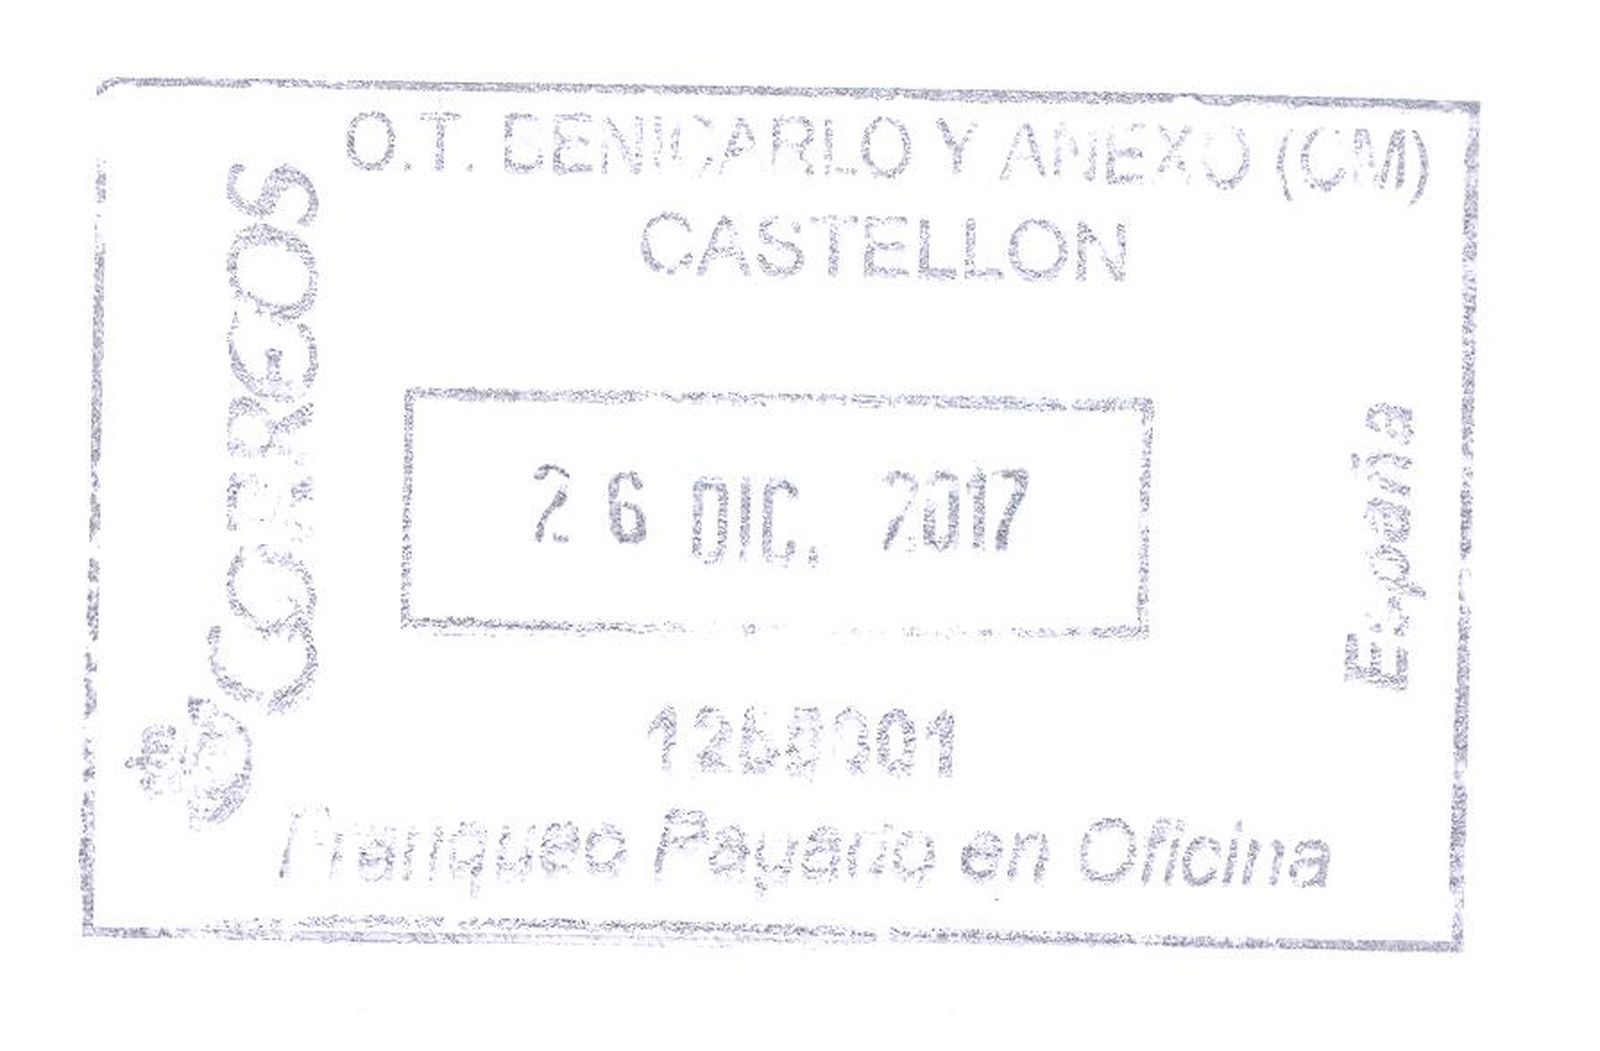 O.T. BENICARLO Y ANEXO (CM)
CASTELLON
CORREOS
26 DIC. 2017
España
Franqueo Pagado en Oficina